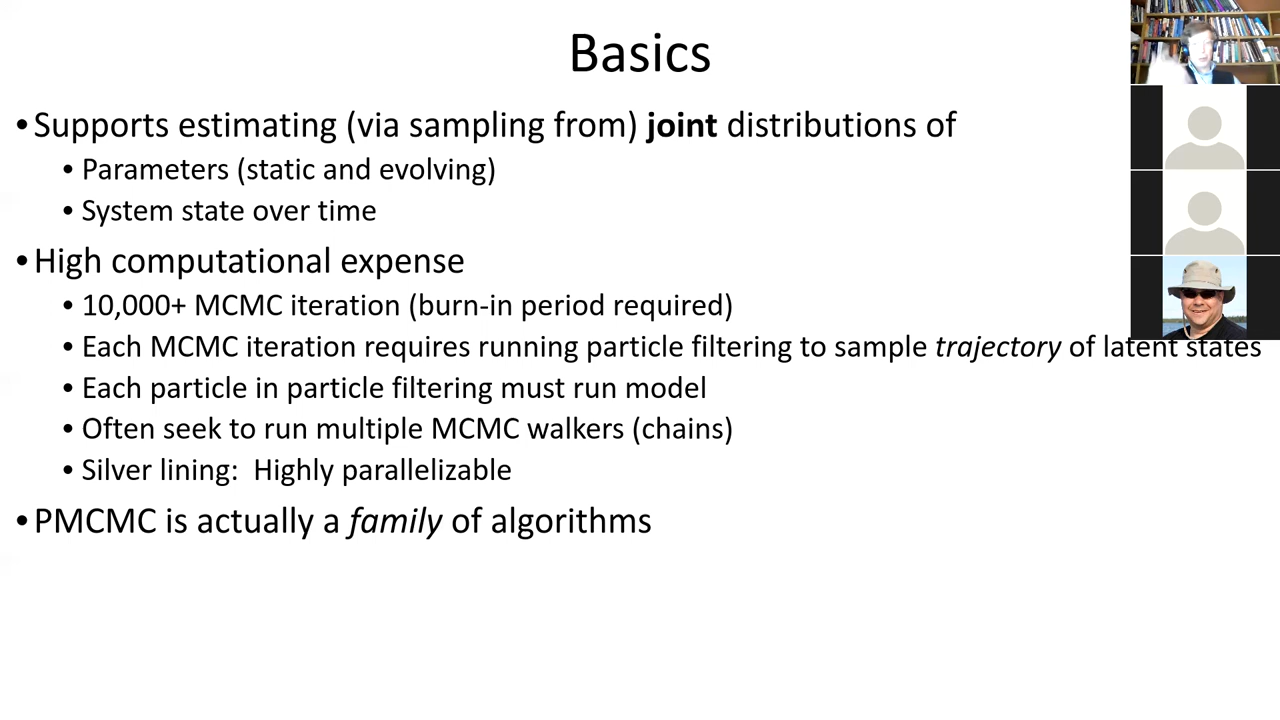 Basics
•Supports estimating (via sampling from) joint distributions of
• Parameters (static and evolving)
• System state over time
•High computational expense
• 10,000+ MCMC iteration (burn-in period required)
• Each MCMC iteration requires running particle filtering to sample trajectory of latent states
• Each particle in particle filtering must run model
• Often seek to run multiple MCMC walkers (chains)
• Silver lining:  Highly parallelizable
•PMCMC is actually a family of algorithms